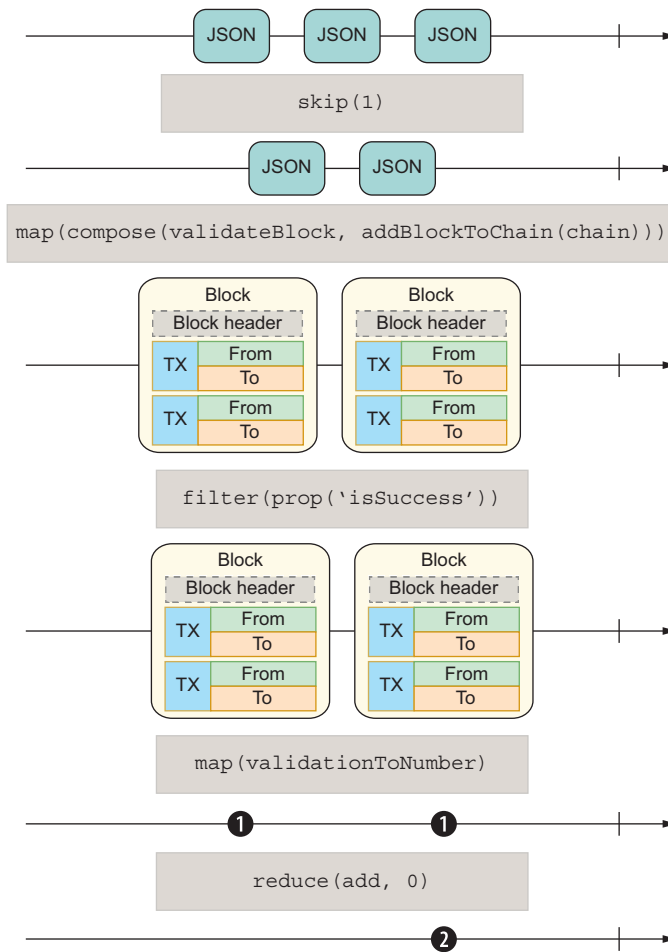 JSON JSON JSON
skip(1)
JSON JSON
map(compose(validateBlock, addBlockToChain(chain)))
Block Block
Block header Block header
TX From TX From
To To
TX From TX From
To To
filter(prop(‘isSuccess’))
Block Block
Block header Block header
TX From TX From
To To
TX From TX From
To To
map(validationToNumber)
1 1
reduce(add, 0)
2